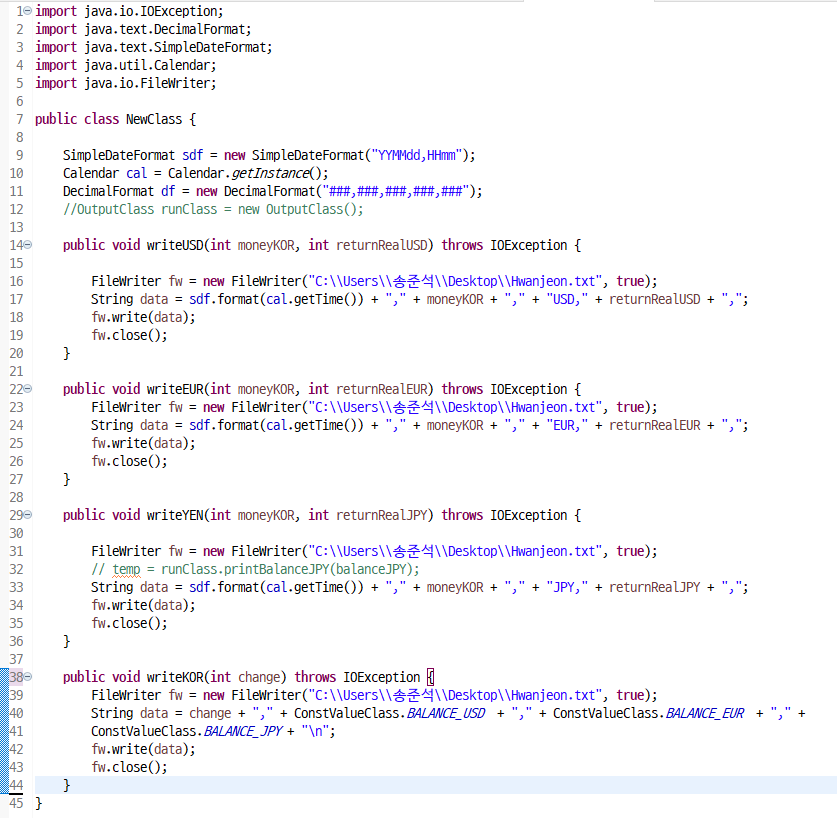 1 import java.io.IOException;
2 import java.text.DecimalFormat;
3 import java.text.SimpleDateFormat;
4 import java.util.Calendar;
5 import java.io.FileWriter;
6
7 public class NewClass {
8
9     SimpleDateFormat sdf = new SimpleDateFormat("YYMMdd,HHmm");
10     Calendar cal = Calendar.getInstance();
11     DecimalFormat df = new DecimalFormat("###,###,###,###,###");
12     //OutputClass runClass = new OutputClass();
13
14     public void writeUSD(int moneyKOR, int returnRealUSD) throws IOException {
15
16         FileWriter fw = new FileWriter("C:\\Users\\송준석\\Desktop\\Hwanjeon.txt", true);
17         String data = sdf.format(cal.getTime()) + "," + moneyKOR + "," + "USD," + returnRealUSD + ",";
18         fw.write(data);
19         fw.close();
20     }
21
22     public void writeEUR(int moneyKOR, int returnRealEUR) throws IOException {
23         FileWriter fw = new FileWriter("C:\\Users\\송준석\\Desktop\\Hwanjeon.txt", true);
24         String data = sdf.format(cal.getTime()) + "," + moneyKOR + "," + "EUR," + returnRealEUR + ",";
25         fw.write(data);
26         fw.close();
27     }
28
29     public void writeYEN(int moneyKOR, int returnRealJPY) throws IOException {
30
31         FileWriter fw = new FileWriter("C:\\Users\\송준석\\Desktop\\Hwanjeon.txt", true);
32         // temp = runClass.printBalanceJPY(balanceJPY);
33         String data = sdf.format(cal.getTime()) + "," + moneyKOR + "," + "JPY," + returnRealJPY + ",";
34         fw.write(data);
35         fw.close();
36     }
37
38     public void writeKOR(int change) throws IOException {
39         FileWriter fw = new FileWriter("C:\\Users\\송준석\\Desktop\\Hwanjeon.txt", true);
40         String data = change + "," + ConstValueClass.BALANCE_USD  + "," + ConstValueClass.BALANCE_EUR  + "," +
41         ConstValueClass.BALANCE_JPY + "\n";
42         fw.write(data);
43         fw.close();
44     }
45 }